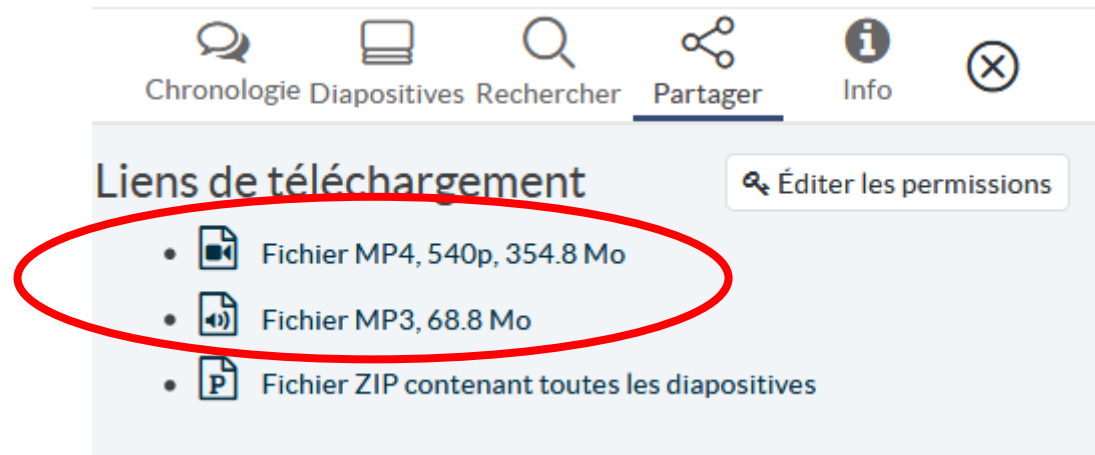 Chronologie Diapositives Rechercher Partager Info
Liens de téléchargement Éditer les permissions
Fichier MP4, 540p, 354.8 Mo
Fichier MP3, 68.8 Mo
Fichier ZIP contenant toutes les diapositives